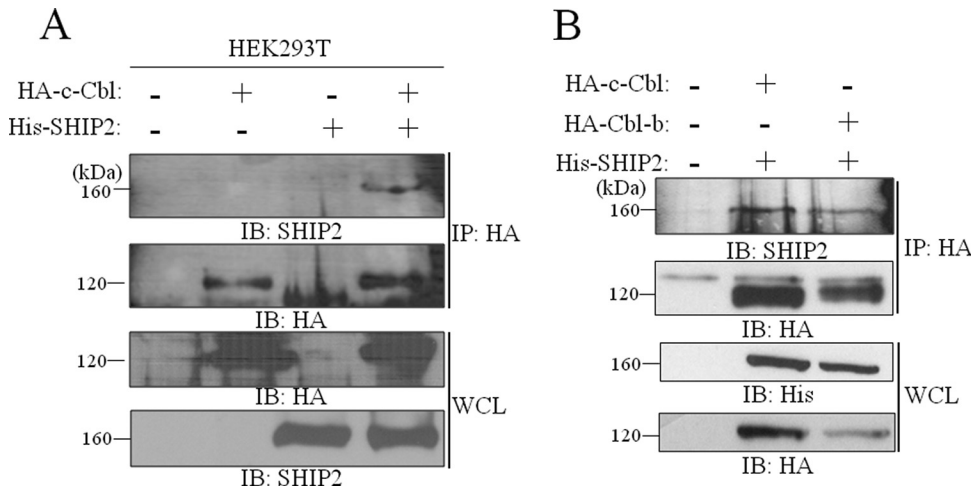 A
HEK293T
HA-c-Cbl: - + - +
His-SHIP2: - - + +
(kDa)
160
IB: SHIP2
120
IB: HA
IP: HA
120
IB: HA
160
IB: SHIP2
WCL
B
HA-c-Cbl: - + -
HA-Cbl-b: - - +
His-SHIP2: - + +
(kDa)
160
IB: SHIP2
120
IB: HA
IP: HA
160
IB: His
120
IB: HA
WCL